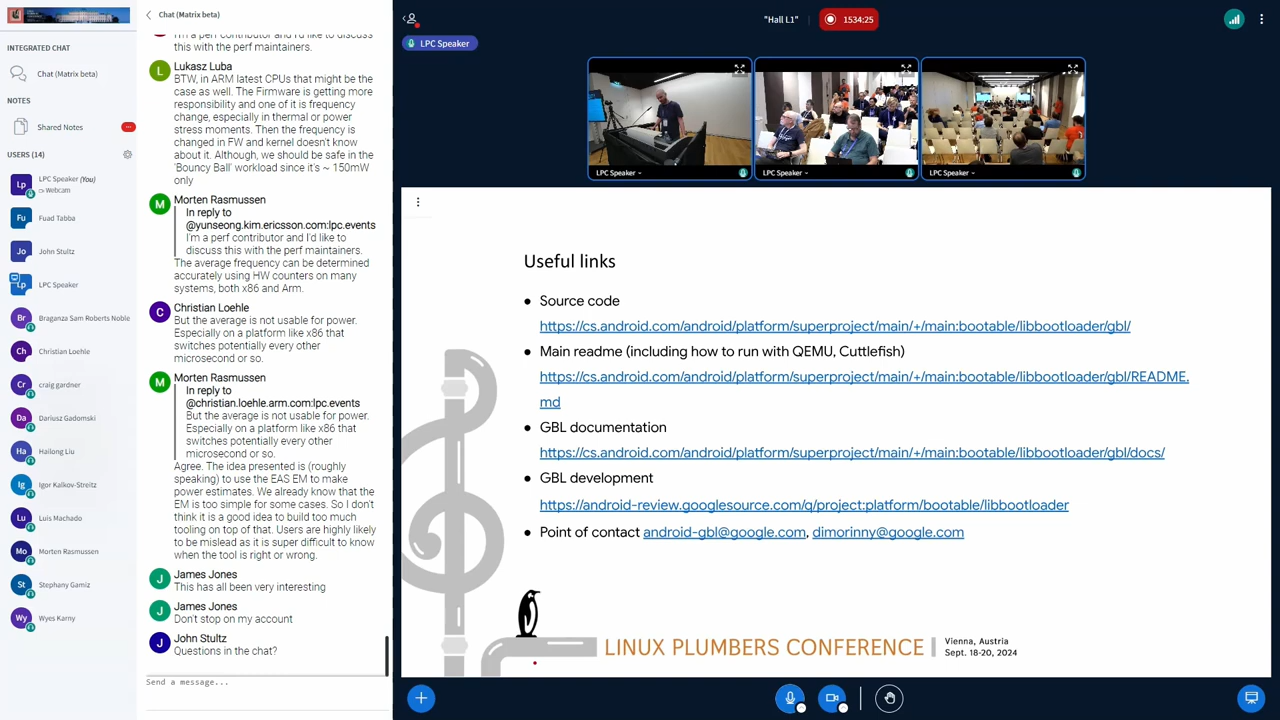 INTEGRATED CHAT
Chat (Matrix beta)
NOTES
Shared Notes
USERS (14)
Lp
LPC Speaker (You)
Webcam
Fu
Fuad Tabba
Jo
John Stultz
Lp
LPC Speaker
Br
Braganza Sam Roberts Noble
Ch
Christian Loehle
Cr
craig gardner
Da
Dariusz Gadomski
Ha
Hailong Liu
Ig
Igor Kalkov-Streitz
Lu
Luis Machado
Mo
Morten Rasmussen
St
Stephany Gamiz
Wy
Wyes Karny
Chat (Matrix beta)
I'm a perf contributor and I'd like to discuss
this with the perf maintainers.
L
Lukasz Luba
BTW, in ARM latest CPUs that might be the
case as well. The Firmware is getting more
responsibility and one of it is frequency
change, especially in thermal or power
stress moments. Then the frequency is
changed in FW and kernel doesn't know
about it. Although, we should be safe in the
'Bouncy Ball' workload since it's ~ 150mW
only
M
Morten Rasmussen
In reply to
@yunseong.kim.ericsson.com:lpc.events
I'm a perf contributor and I'd like to
discuss this with the perf maintainers.
The average frequency can be determined
accurately using HW counters on many
systems, both x86 and Arm.
C
Christian Loehle
But the average is not usable for power.
Especially on a platform like x86 that
switches potentially every other
microsecond or so.
M
Morten Rasmussen
In reply to
@christian.loehle.arm.com:lpc.events
But the average is not usable for power.
Especially on a platform like x86 that
switches potentially every other
microsecond or so.
Agree. The idea presented is (roughly
speaking) to use the EAS EM to make
power estimates. We already know that the
EM is too simple for some cases. So I don't
think it is a good idea to build too much
tooling on top of that. Users are highly likely
to be mislead as it is super difficult to know
when the tool is right or wrong.
J
James Jones
This has all been very interesting
J
James Jones
Don't stop on my account
J
John Stultz
Questions in the chat?
Send a message...
"Hall L1"
1534:25
LPC Speaker
LPC Speaker
LPC Speaker
LPC Speaker
Useful links
● Source code
https://cs.android.com/android/platform/superproject/main/+/main:bootable/libbootloader/gbl/
● Main readme (including how to run with QEMU, Cuttlefish)
https://cs.android.com/android/platform/superproject/main/+/main:bootable/libbootloader/gbl/README.
md
● GBL documentation
https://cs.android.com/android/platform/superproject/main/+/main:bootable/libbootloader/gbl/docs/
● GBL development
https://android-review.googlesource.com/q/project:platform/bootable/libbootloader
● Point of contact android-gbl@google.com, dimorinny@google.com
LINUX PLUMBERS CONFERENCE
Vienna, Austria
Sept. 18-20, 2024